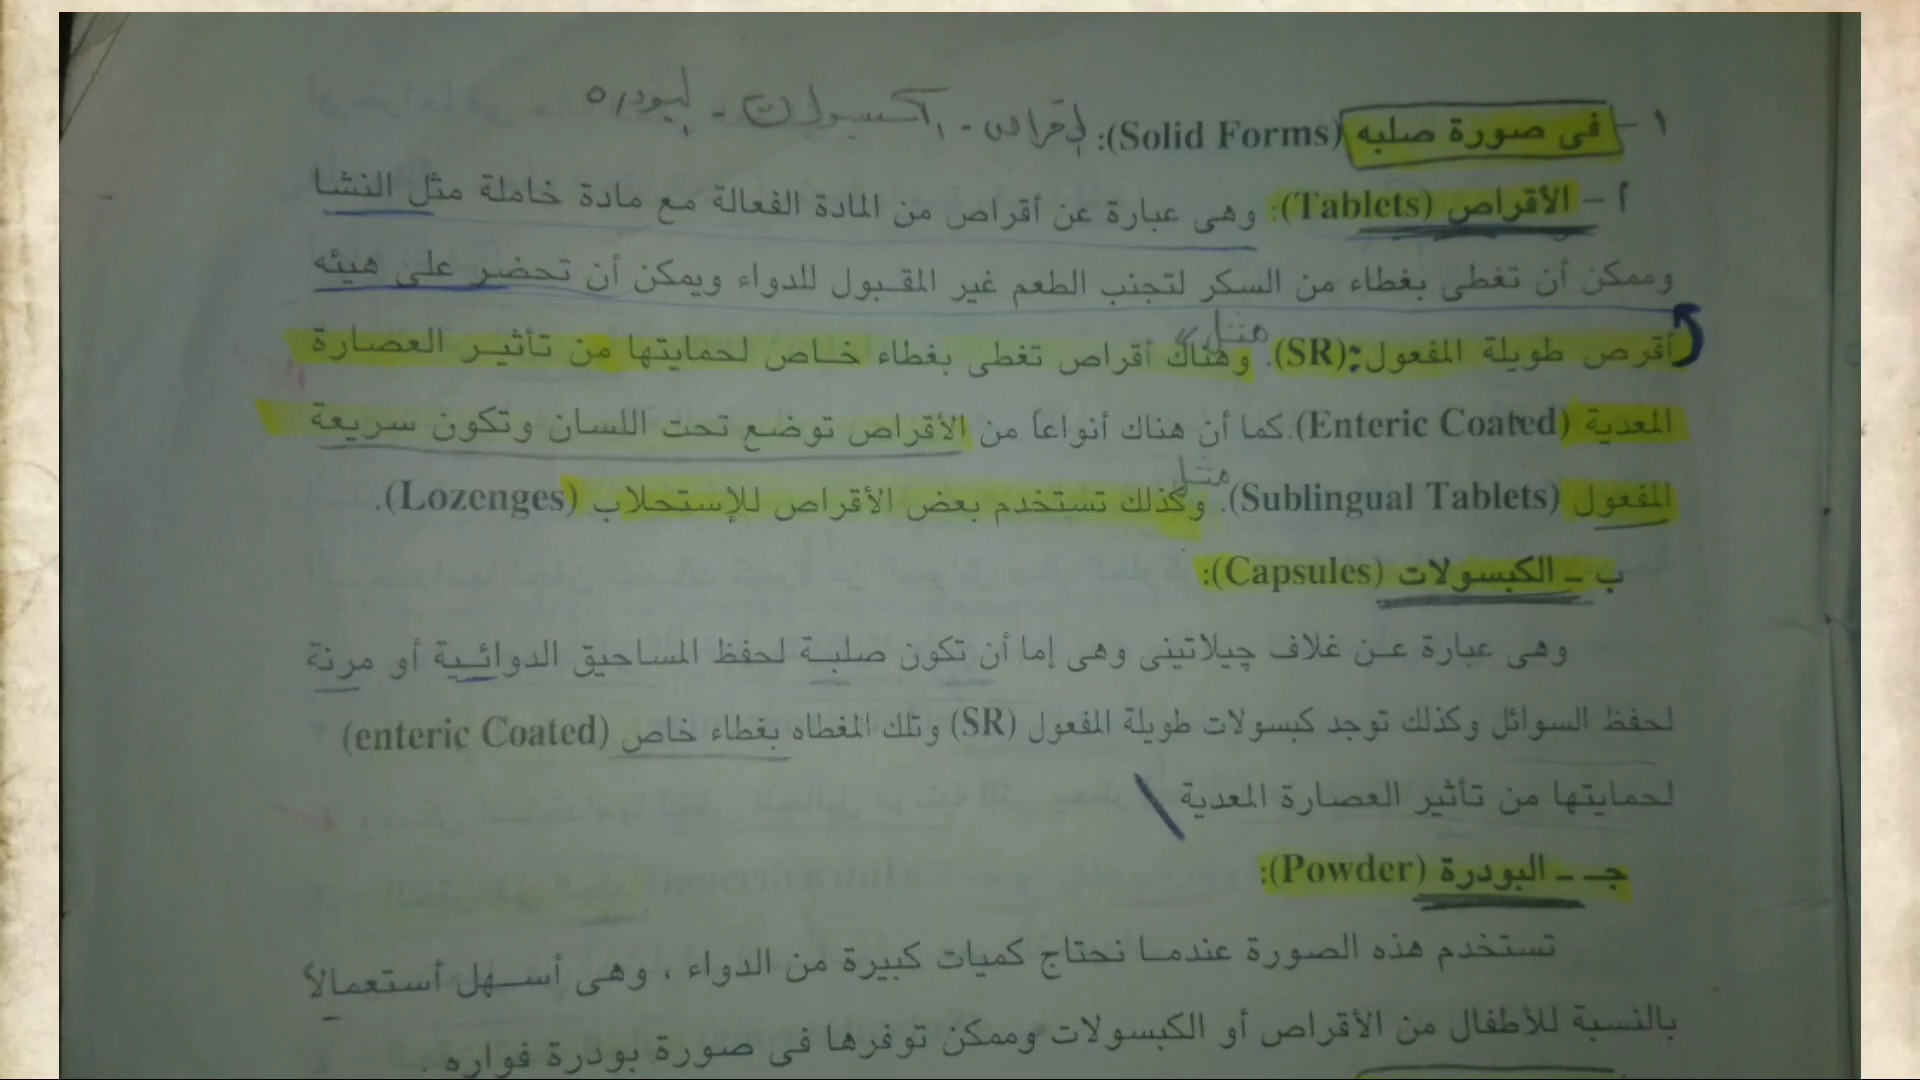 ١ - فى صورة صلبه (Solid Forms): اقراص - اكبسولات - لبودره
أ - الأقراص (Tablets): وهى عبارة عن أقراص من المادة الفعالة مع مادة خاملة مثل النشا
وممكن أن تغطى بغطاء من السكر لتجنب الطعم غير المقبول للدواء ويمكن أن تحضر على هيئه
أقرص طويلة المفعول: (SR). وهناك أقراص تغطى بغطاء خاص لحمايتها من تأثير العصارة
المعدية (Enteric Coated). كما أن هناك أنواعاً من الأقراص توضع تحت اللسان وتكون سريعة
مثل
المفعول (Sublingual Tablets). وكذلك تستخدم بعض الأقراص للإستحلاب (Lozenges).
ب - الكبسولات (Capsules):
وهى عبارة عن غلاف چيلاتينى وهى إما أن تكون صلبة لحفظ المساحيق الدوائية أو مرنة
لحفظ السوائل وكذلك توجد كبسولات طويلة المفعول (SR) وتلك المغطاه بغطاء خاص (enteric Coated)
لحمايتها من تأثير العصارة المعدية
جـ - البودرة (Powder):
تستخدم هذه الصورة عندما نحتاج كميات كبيرة من الدواء ، وهى أسهل أستعمالاً
بالنسبة للأطفال من الأقراص أو الكبسولات وممكن توفرها فى صورة بودرة فواره .